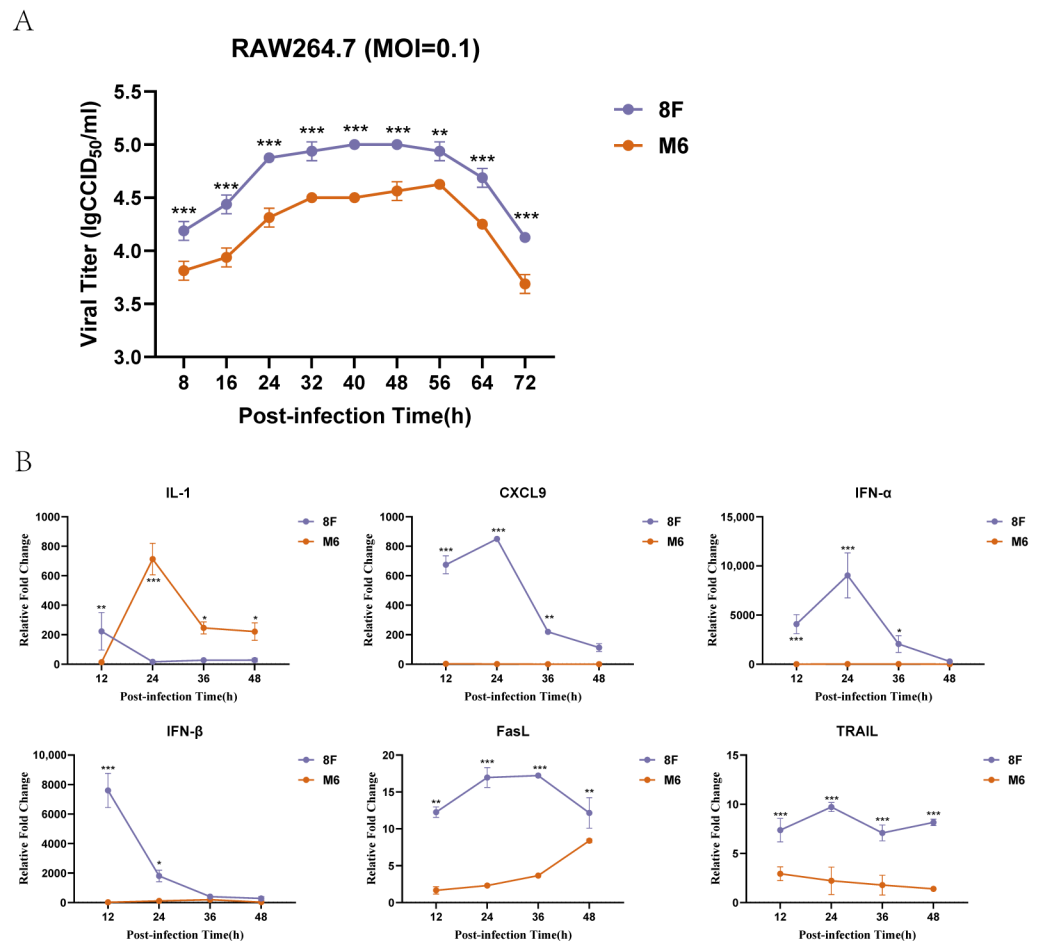 A
RAW264.7 (MOI=0.1)
Viral Titer (lgCCID50/ml)
5.5
5.0
4.5
4.0
3.5
3.0
*** *** *** *** *** *** ** *** ***
8 16 24 32 40 48 56 64 72
Post-infection Time(h)
8F
M6
B
IL-1
Relative Fold Change
1000
800
600
400
200
0
** *** * *
12 24 36 48
Post-infection Time(h)
8F
M6
CXCL9
Relative Fold Change
1000
800
600
400
200
0
*** *** **
12 24 36 48
Post-infection Time(h)
8F
M6
IFN-α
Relative Fold Change
15,000
10,000
5000
0
*** *** *
12 24 36 48
Post-infection Time(h)
8F
M6
IFN-β
Relative Fold Change
10,000
8000
6000
4000
2000
0
*** *
12 24 36 48
Post-infection Time(h)
8F
M6
FasL
Relative Fold Change
20
15
10
5
0
** *** *** **
12 24 36 48
Post-infection Time(h)
8F
M6
TRAIL
Relative Fold Change
15
10
5
0
*** *** *** ***
12 24 36 48
Post-infection Time(h)
8F
M6